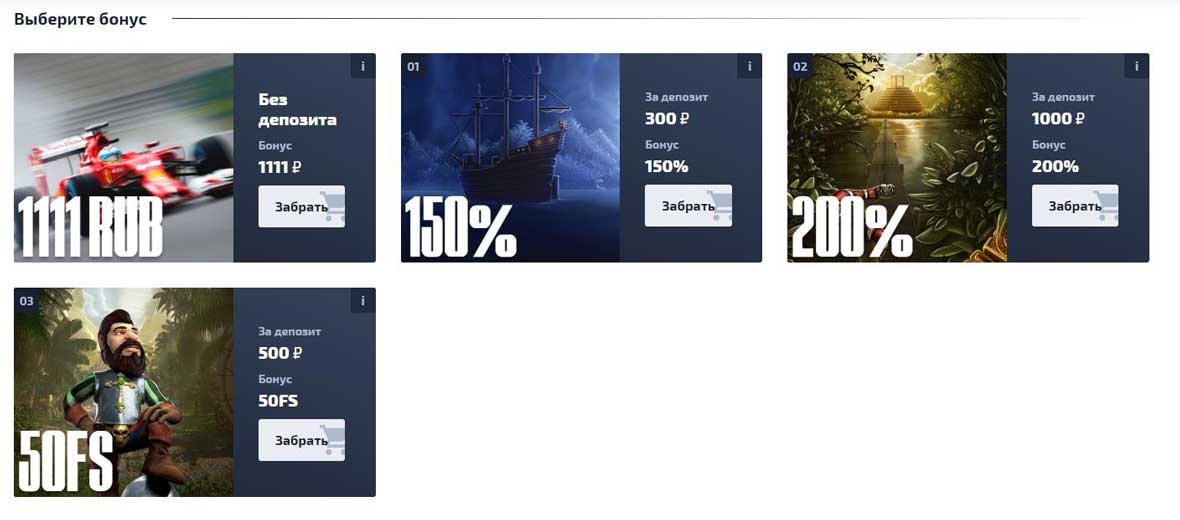 Выберите бонус
i
Без
депозита
Бонус
1111 ₽
Забрать
1111 RUB
01
i
За депозит
300 ₽
Бонус
150%
Забрать
150%
02
i
За депозит
1000 ₽
Бонус
200%
Забрать
200%
03
i
За депозит
500 ₽
Бонус
50FS
Забрать
50FS